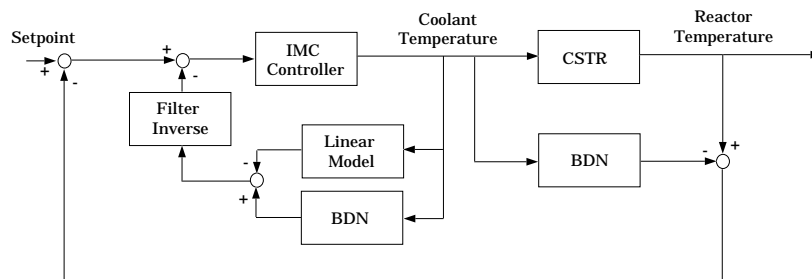 Setpoint
+
-
+
-
IMC
Controller
Coolant
Temperature
CSTR
Reactor
Temperature
Filter
Inverse
-
+
Linear
Model
BDN
BDN
-
+